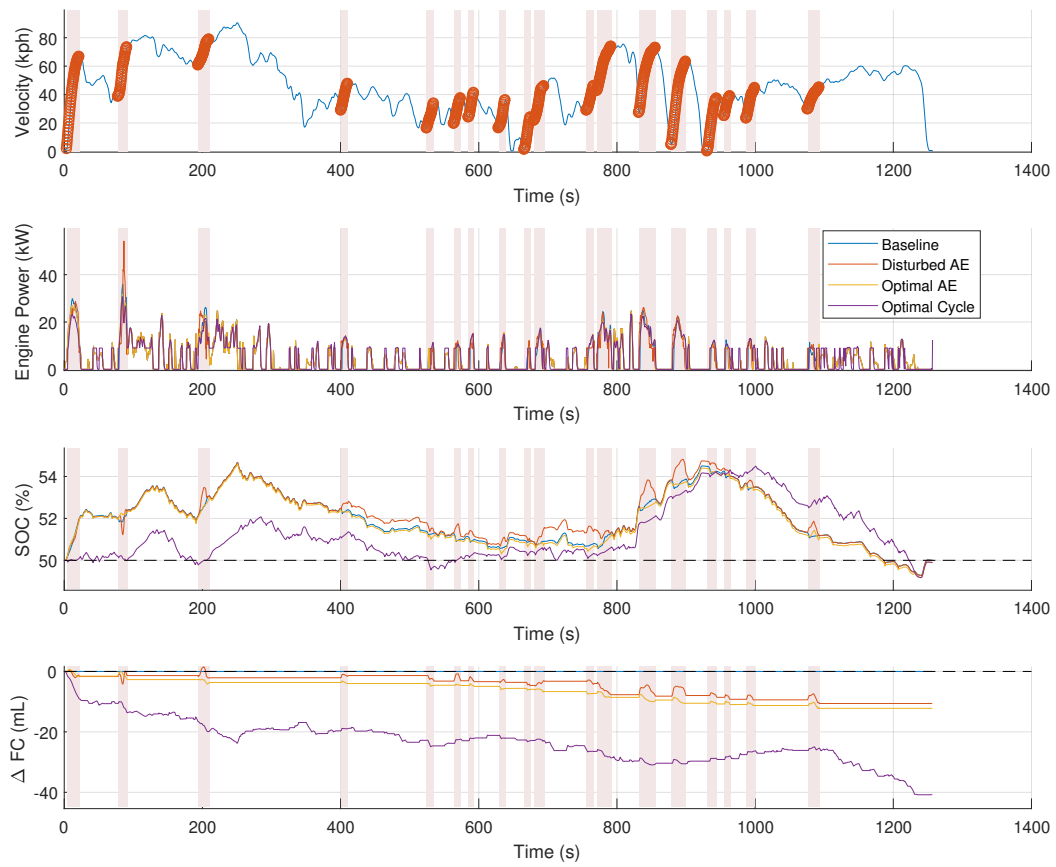 Velocity (kph)
80
60
40
20
0
0 200 400 600 800 1000 1200 1400
Time (s)
Engine Power (kW)
40
20
0
Baseline
Disturbed AE
Optimal AE
Optimal Cycle
0 200 400 600 800 1000 1200 1400
Time (s)
SOC (%)
54
52
50
0 200 400 600 800 1000 1200 1400
Time (s)
Δ FC (mL)
0
-20
-40
0 200 400 600 800 1000 1200 1400
Time (s)